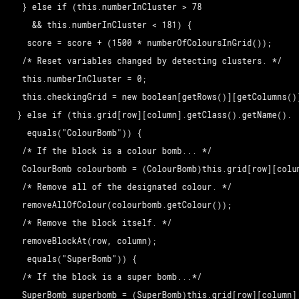 } else if (this.numberInCluster > 78
&& this.numberInCluster < 181) {
score = score + (1500 * numberOfColoursInGrid());
/* Reset variables changed by detecting clusters. */
this.numberInCluster = 0;
this.checkingGrid = new boolean[getRows()][getColumns()]
} else if (this.grid[row][column].getClass().getName().
equals("ColourBomb")) {
/* If the block is a colour bomb... */
ColourBomb colourbomb = (ColourBomb)this.grid[row][colum
/* Remove all of the designated colour. */
removeAllOfColour(colourbomb.getColour());
/* Remove the block itself. */
removeBlockAt(row, column);
equals("SuperBomb")) {
/* If the block is a super bomb...*/
SuperBomb superbomb = (SuperBomb)this.grid[row][column]